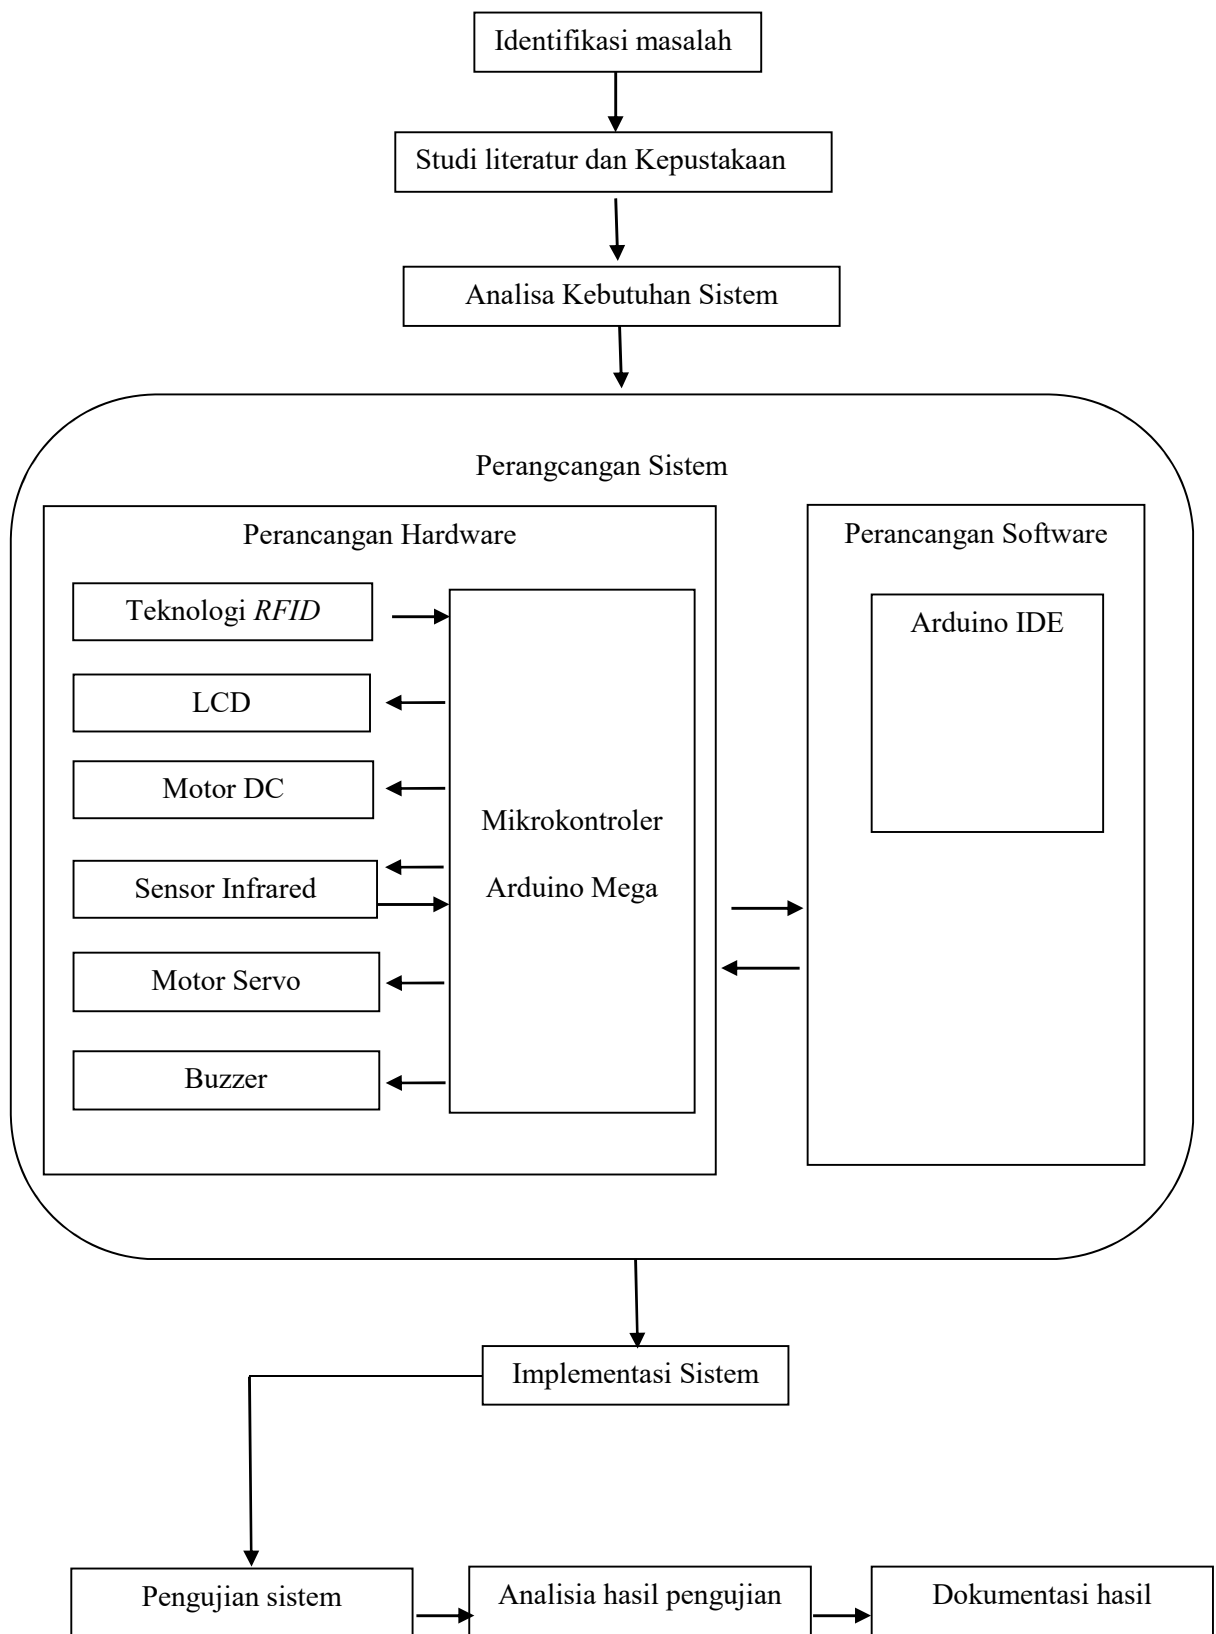 Identifikasi masalah
Studi literatur dan Kepustakaan
Analisa Kebutuhan Sistem
Perangcangan Sistem
Perancangan Hardware
Teknologi RFID
LCD
Motor DC
Sensor Infrared
Motor Servo
Buzzer
Mikrokontroler
Arduino Mega
Perancangan Software
Arduino IDE
Implementasi Sistem
Pengujian sistem
Analisia hasil pengujian
Dokumentasi hasil